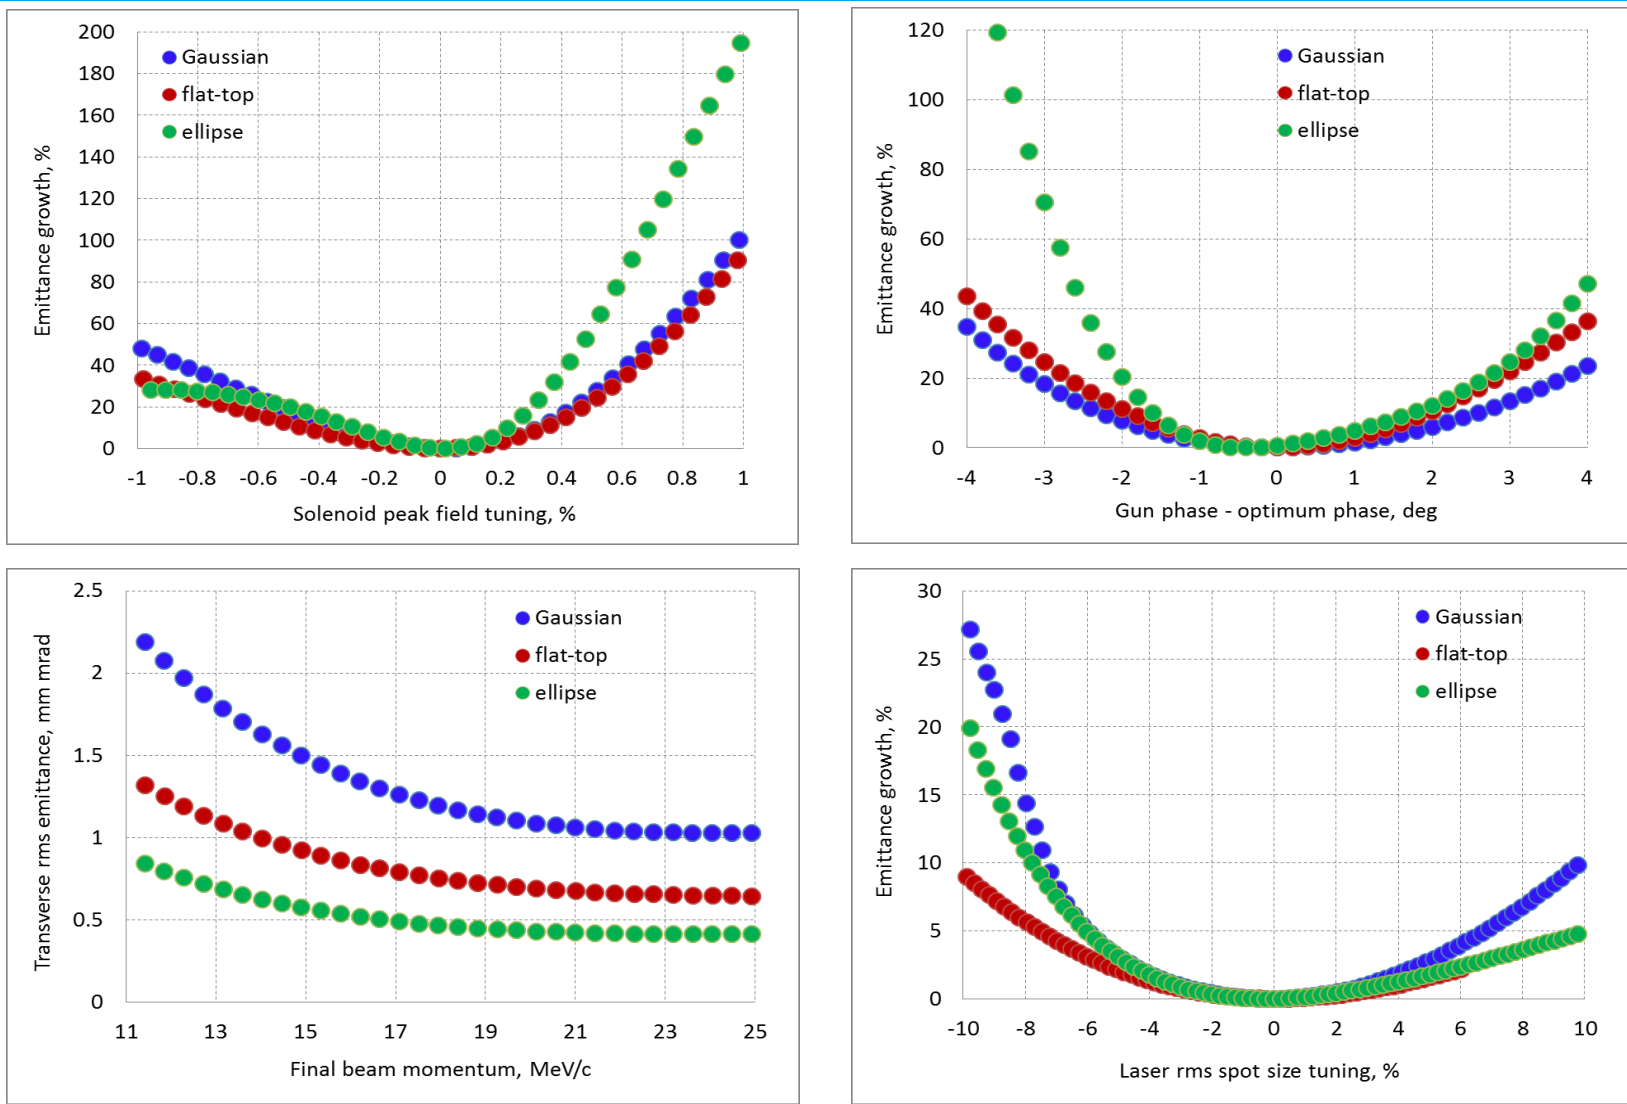 200
180
160
140
120
100
80
60
40
20
0
Emittance growth, %
Gaussian
flat-top
ellipse
-1 -0.8 -0.6 -0.4 -0.2 0 0.2 0.4 0.6 0.8 1
Solenoid peak field tuning, %
120
100
80
60
40
20
0
Emittance growth, %
Gaussian
flat-top
ellipse
-4 -3 -2 -1 0 1 2 3 4
Gun phase - optimum phase, deg
2.5
2
1.5
1
0.5
0
Transverse rms emittance, mm mrad
Gaussian
flat-top
ellipse
11 13 15 17 19 21 23 25
Final beam momentum, MeV/c
30
25
20
15
10
5
0
Emittance growth, %
Gaussian
flat-top
ellipse
-10 -8 -6 -4 -2 0 2 4 6 8 10
Laser rms spot size tuning, %